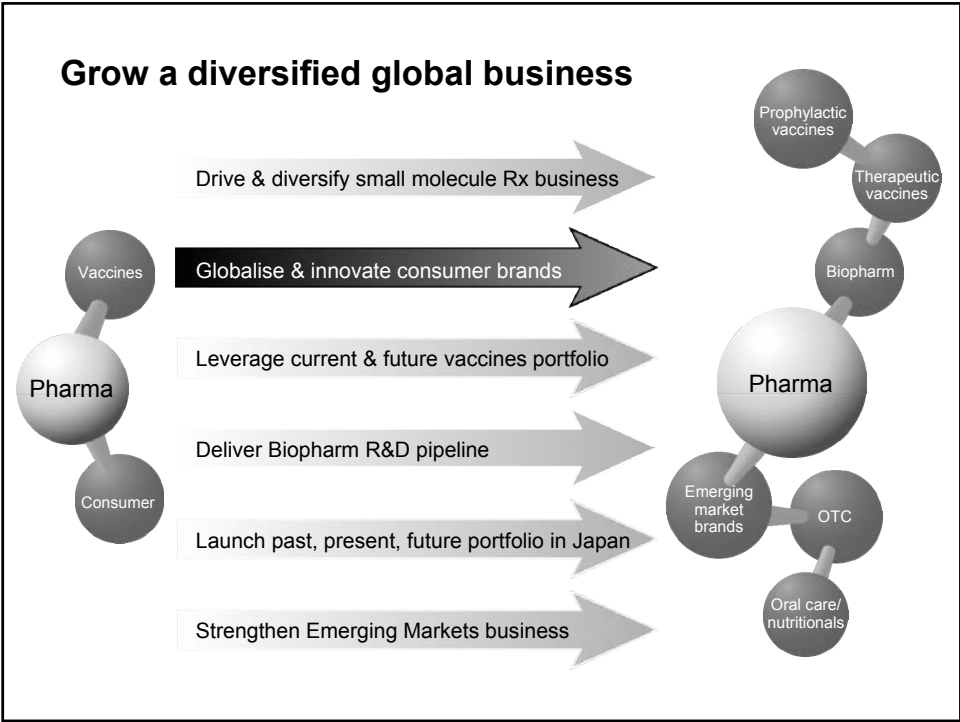 Grow a diversified global business
Vaccines
Pharma
Consumer
Drive & diversify small molecule Rx business
Globalise & innovate consumer brands
Leverage current & future vaccines portfolio
Deliver Biopharm R&D pipeline
Launch past, present, future portfolio in Japan
Strengthen Emerging Markets business
Prophylactic
vaccines
Therapeutic
vaccines
Biopharm
Pharma
Emerging
market
brands
OTC
Oral care/
nutritionals